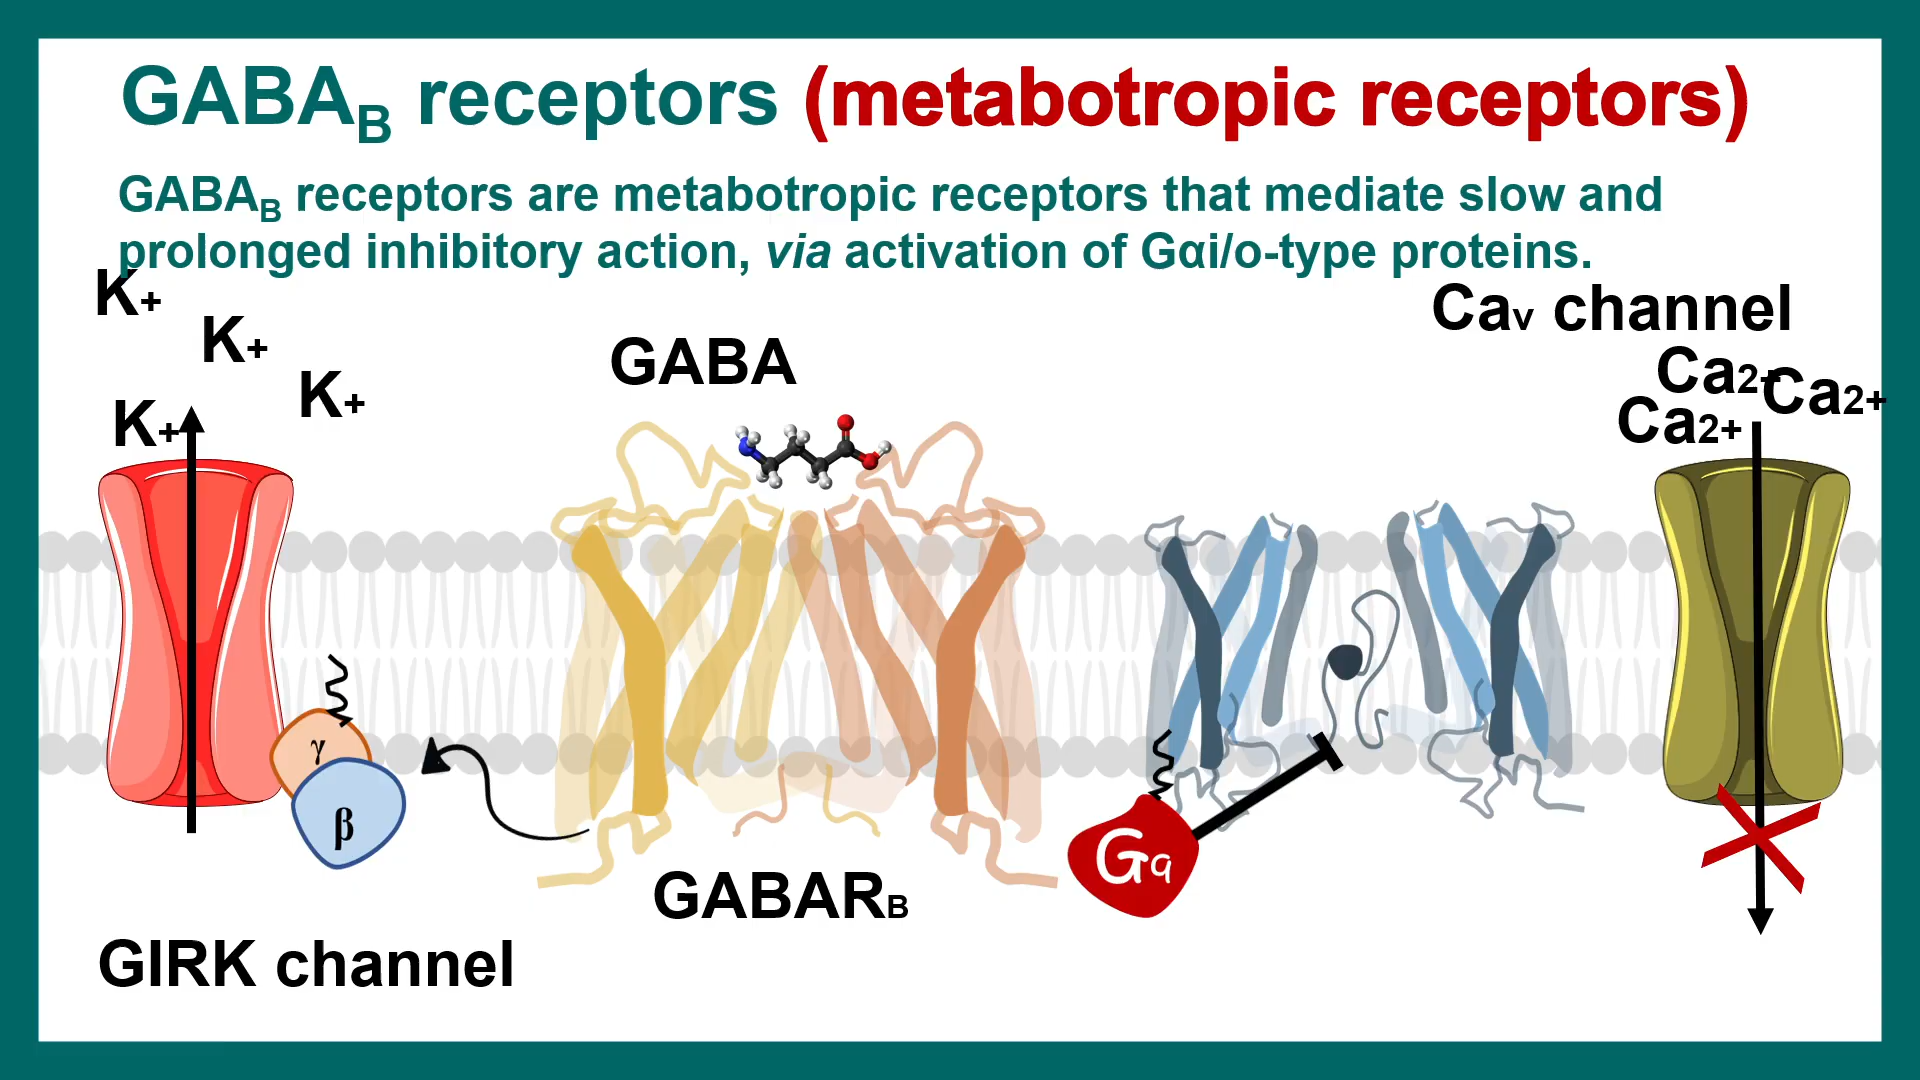 GABAB receptors (metabotropic receptors)
GABAB receptors are metabotropic receptors that mediate slow and
prolonged inhibitory action, via activation of Gαi/o-type proteins.
K+
K+
K+
K+
GABA
Cav channel
Ca2+
Ca2+
Ca2+
γ
β
Gq
GABARB
GIRK channel